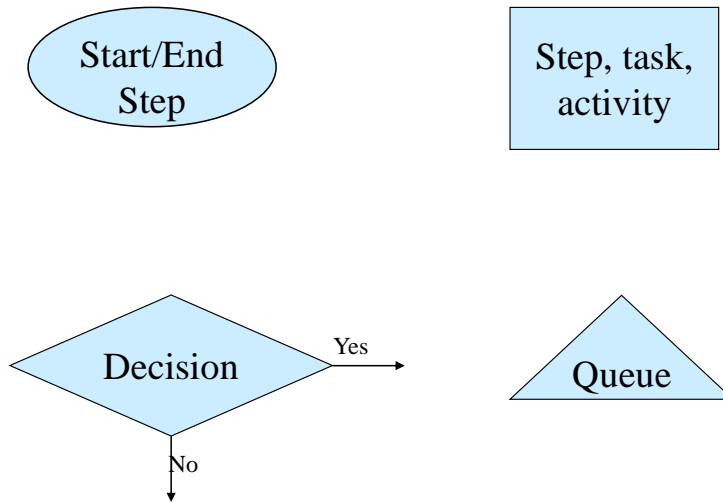 Start/End
Step
Step, task,
activity
Decision
Yes
No
Queue